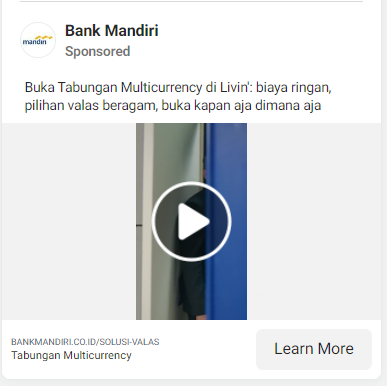 mandiri
Bank Mandiri
Sponsored
Buka Tabungan Multicurrency di Livin': biaya ringan,
pilihan valas beragam, buka kapan aja dimana aja
BANKMANDIRI.CO.ID/SOLUSI-VALAS
Tabungan Multicurrency
Learn More